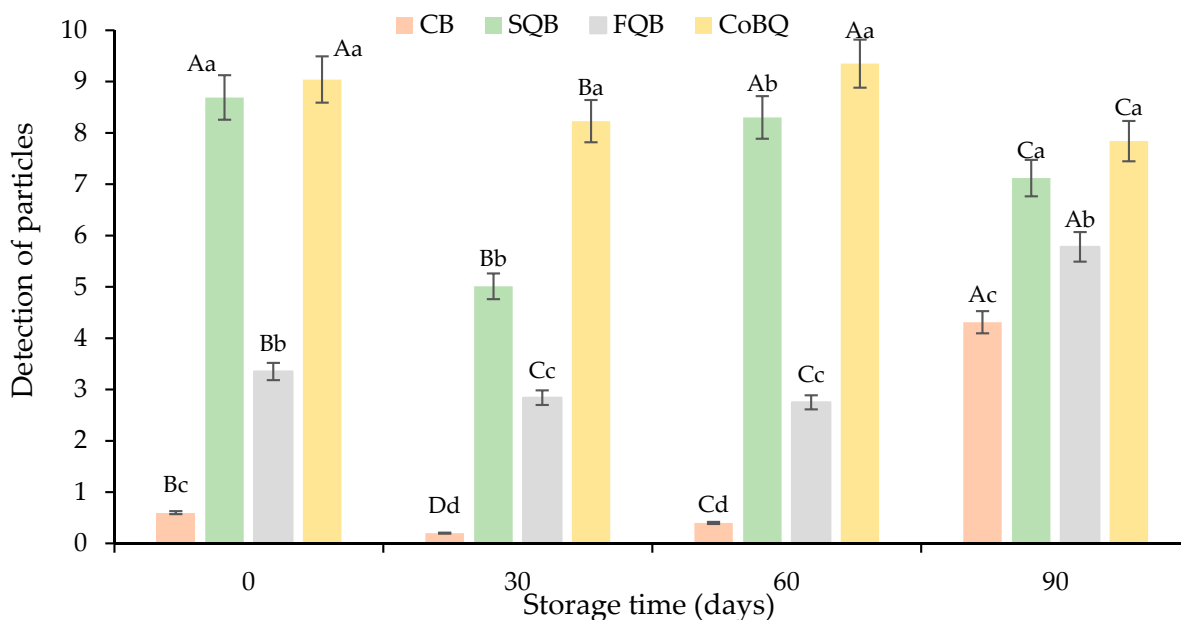 CB SQB FQB CoBQ
Detection of particles
10
9
8
7
6
5
4
3
2
1
0
Bc Aa Bb Aa
Dd Bb Cc Ba
Cd Ab Cc Aa
Ac Ca Ab Ca
0 30 60 90
Storage time (days)